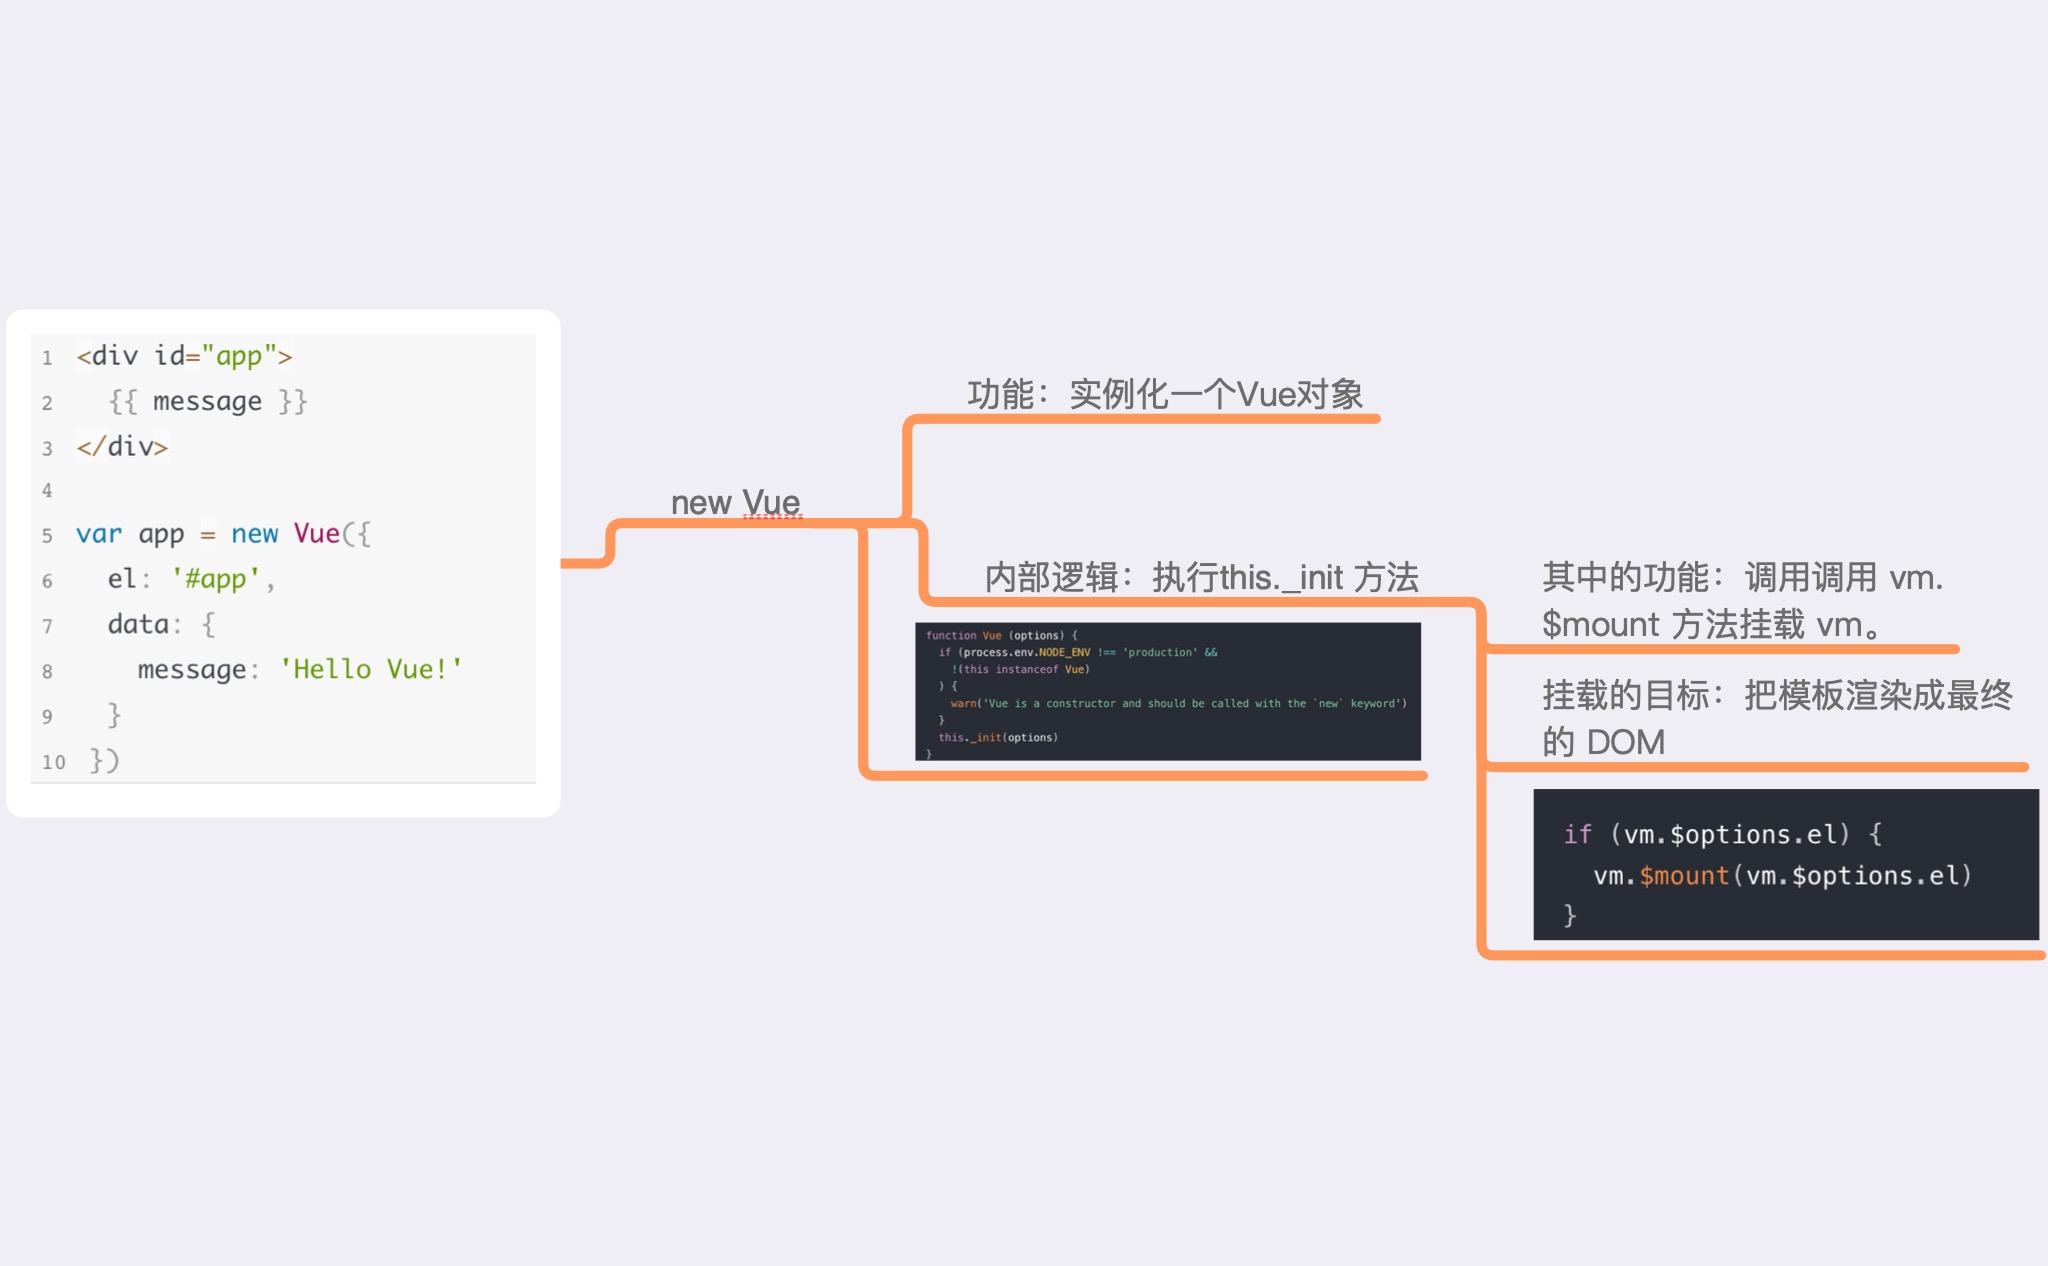 1 <div id="app">
2   {{ message }}
3 </div>
4
5 var app = new Vue({
6   el: '#app',
7   data: {
8     message: 'Hello Vue!'
9   }
10 })
new Vue
功能：实例化一个Vue对象
内部逻辑：执行this._init 方法
function Vue (options) {
  if (process.env.NODE_ENV !== 'production' &&
    !(this instanceof Vue)
  ) {
    warn('Vue is a constructor and should be called with the `new` keyword')
  }
  this._init(options)
}
其中的功能：调用调用 vm.
$mount 方法挂载 vm。
挂载的目标：把模板渲染成最终
的 DOM
if (vm.$options.el) {
  vm.$mount(vm.$options.el)
}